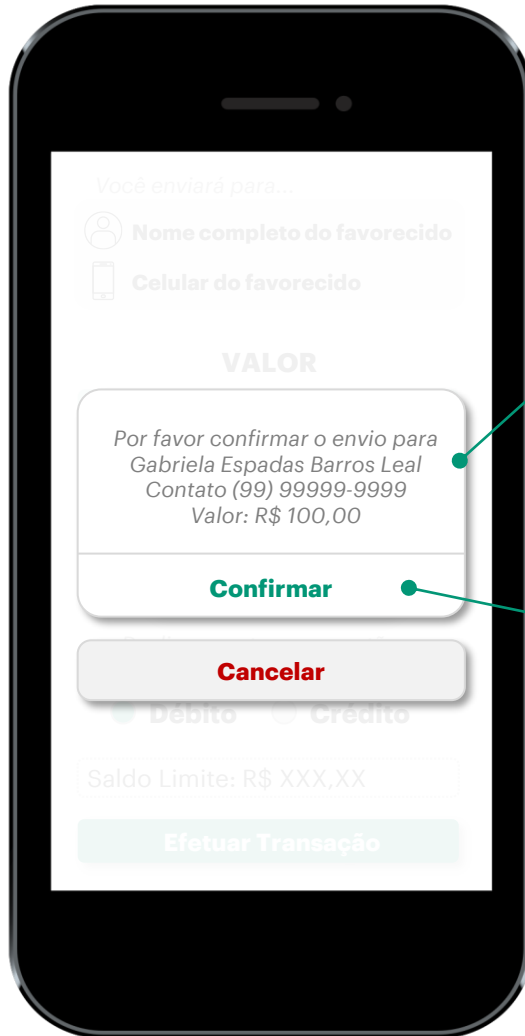 Você enviará para...
Nome completo do favorecido
Celular do favorecido
VALOR
Por favor confirmar o envio para
Gabriela Espadas Barros Leal
Contato (99) 99999-9999
Valor: R$ 100,00
Confirmar
Cancelar
Débito Crédito
Saldo Limite: R$ XXX,XX
Efetuar Transação